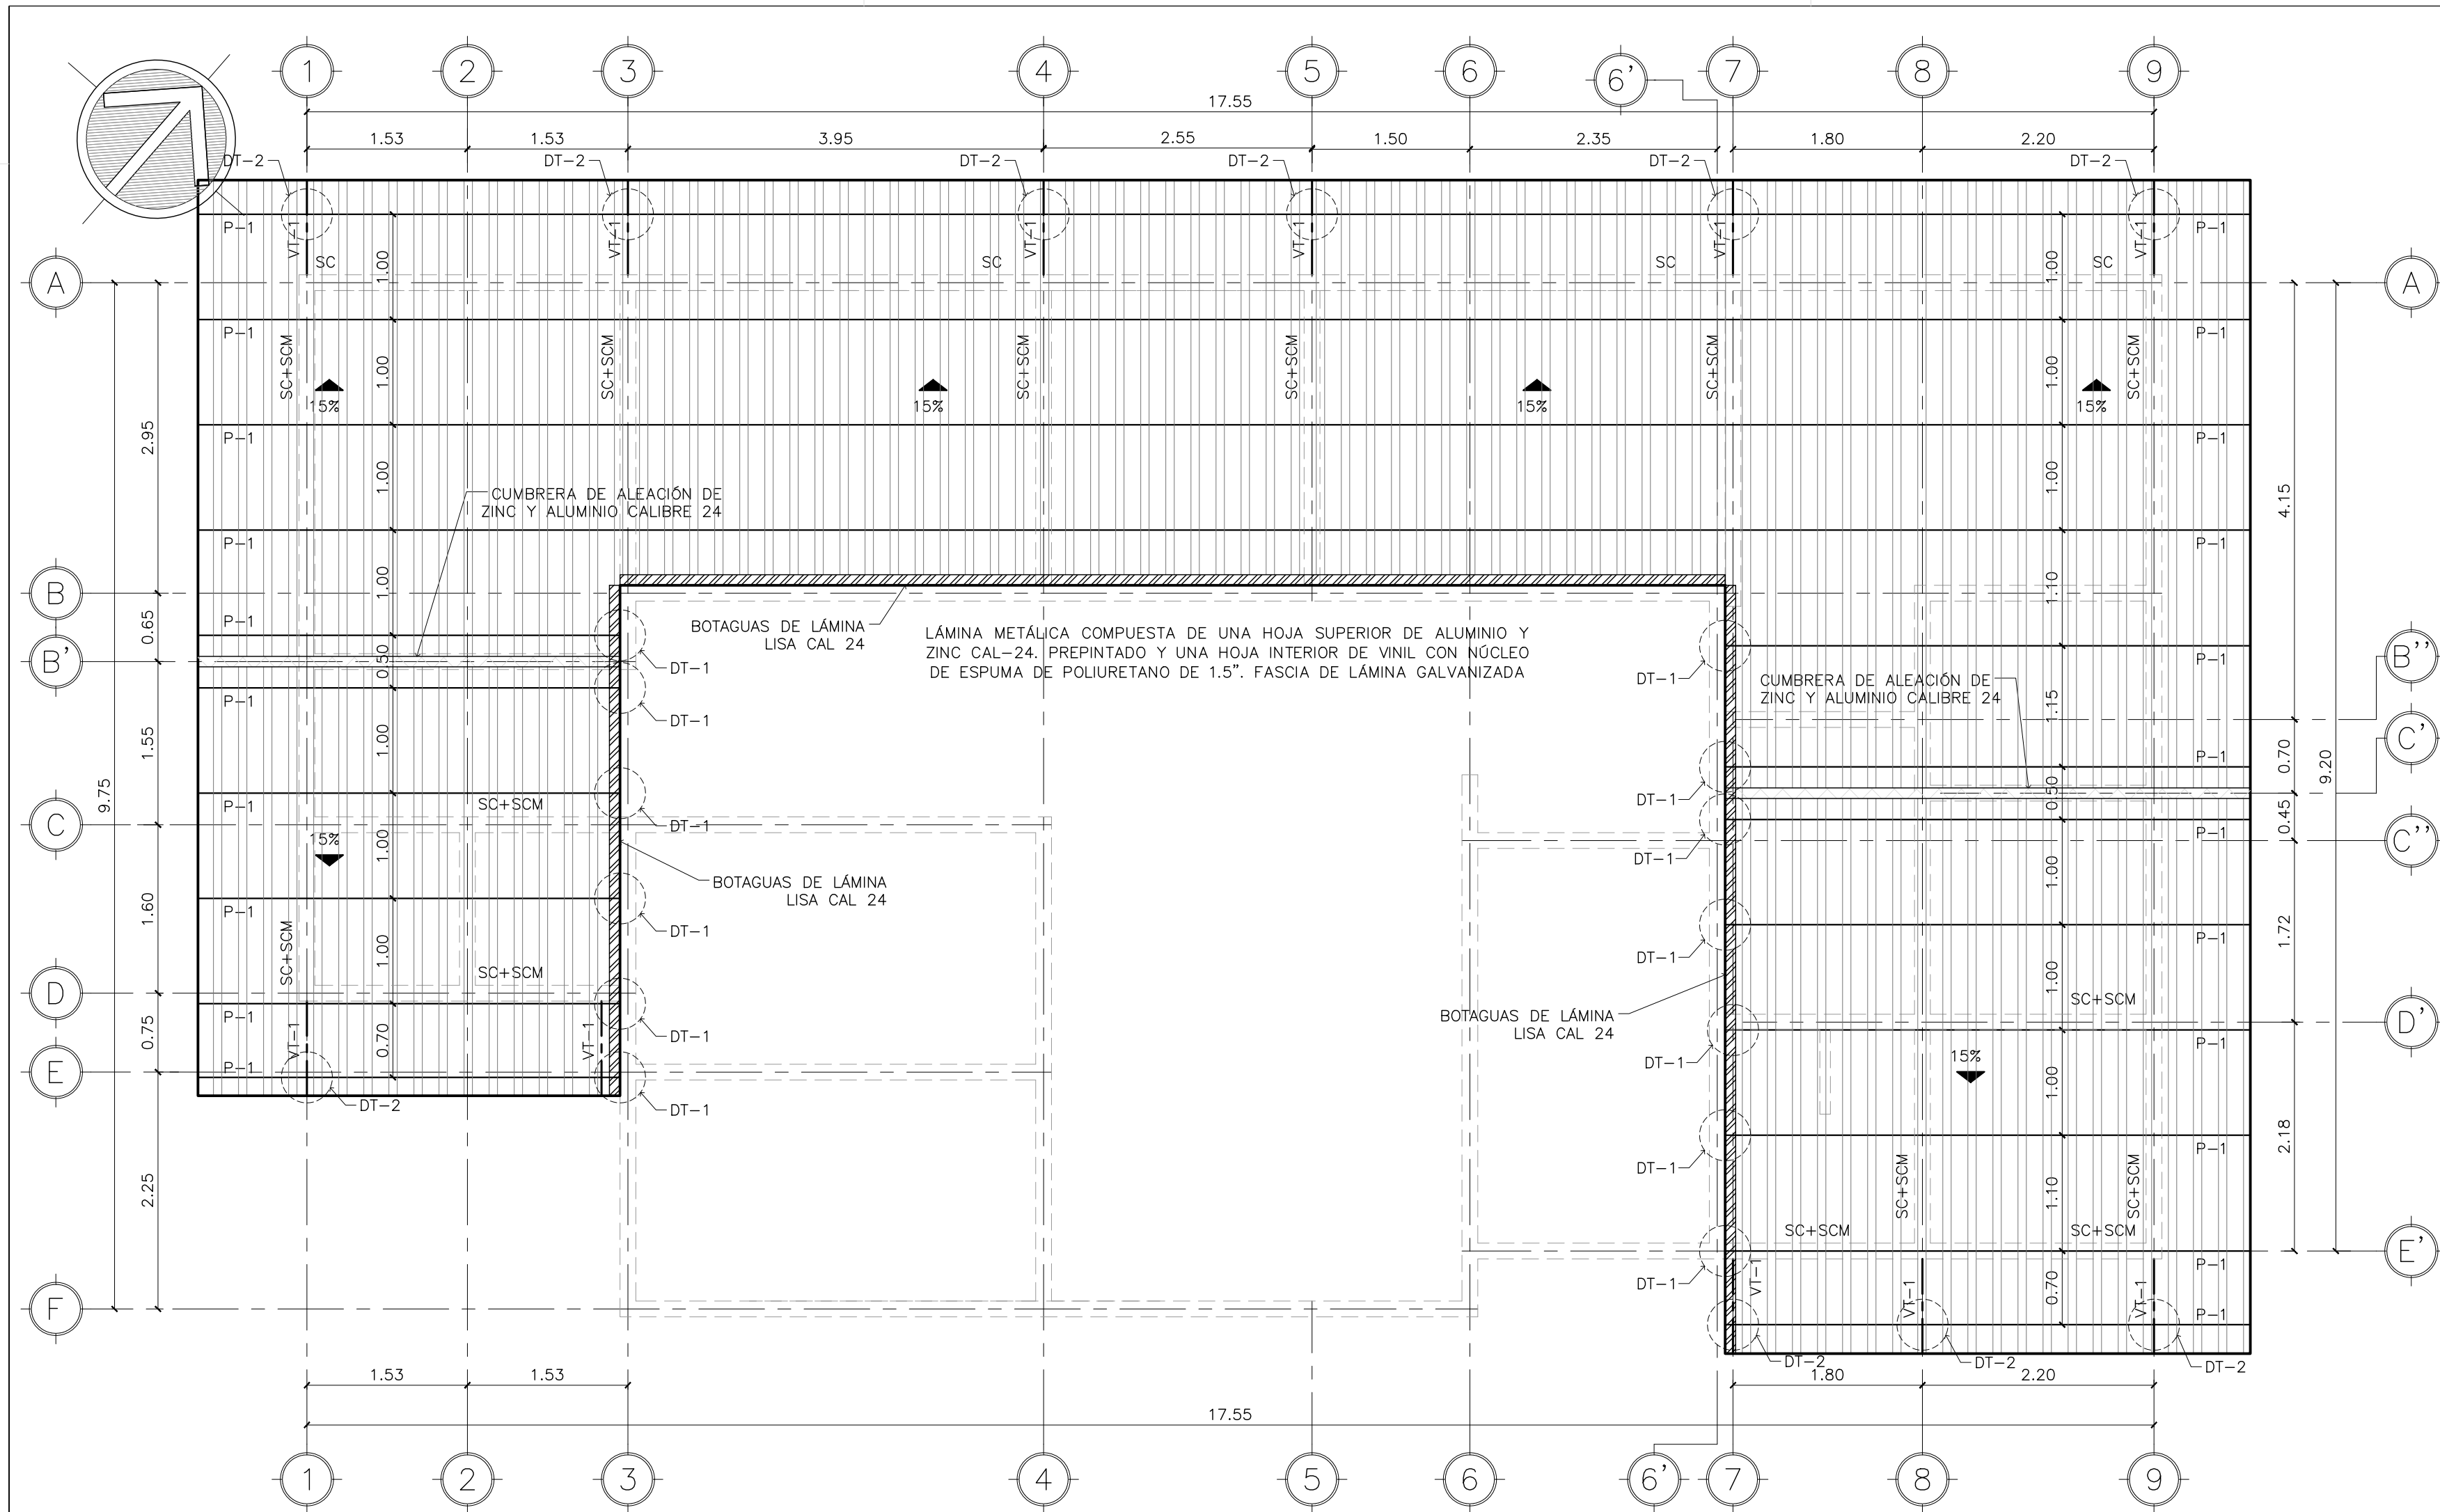 1 2 3 4 5 6 6' 7 8 9
17.55
1.53 1.53 3.95 2.55 1.50 2.35 1.80 2.20
DT-2 DT-2 DT-2 DT-2 DT-2 DT-2
P-1 VT-1 VT-1 VT-1 VT-1 VT-1 VT-1 P-1
SC SC SC SC
A 1.00 1.00 A
P-1 P-1
SC+SCM SC+SCM SC+SCM SC+SCM SC+SCM SC+SCM
1.00 1.00
15% 15% 15% 15%
2.95 P-1 P-1
1.00 1.00 4.15
CUMBRERA DE ALEACIÓN DE
ZINC Y ALUMINIO CALIBRE 24
P-1 P-1
B 1.00 1.10
0.65 P-1
BOTAGUAS DE LÁMINA
LISA CAL 24
LÁMINA METÁLICA COMPUESTA DE UNA HOJA SUPERIOR DE ALUMINIO Y
ZINC CAL-24. PREPINTADO Y UNA HOJA INTERIOR DE VINIL CON NÚCLEO
DE ESPUMA DE POLIURETANO DE 1.5”. FASCIA DE LÁMINA GALVANIZADA
B' 0.50 DT-1 DT-1 P-1 B''
CUMBRERA DE ALEACIÓN DE
ZINC Y ALUMINIO CALIBRE 24
P-1 DT-1 1.15
1.55 1.00 C'
9.75 P-1 0.70 9.20
P-1 SC+SCM DT-1 DT-1 0.50
C 0.45
15% 1.00 DT-1 P-1 C''
BOTAGUAS DE LÁMINA
LISA CAL 24
1.00
1.60 P-1 DT-1 1.72
SC+SCM 1.00 DT-1 P-1
SC+SCM 1.00
D SC+SCM
BOTAGUAS DE LÁMINA
LISA CAL 24
P-1 DT-1 D'
0.75 VT-1 0.70 VT-1 P-1
E P-1 DT-1 15% 1.00
DT-2 DT-1
DT-1 P-1
2.25 SC+SCM 1.10 SC+SCM 2.18
SC+SCM SC+SCM
E'
DT-1 VT-1 P-1
F VT-1 0.70 VT-1
P-1
DT-2 DT-2 DT-2
1.53 1.53 1.80 2.20
17.55
1 2 3 4 5 6 6' 7 8 9